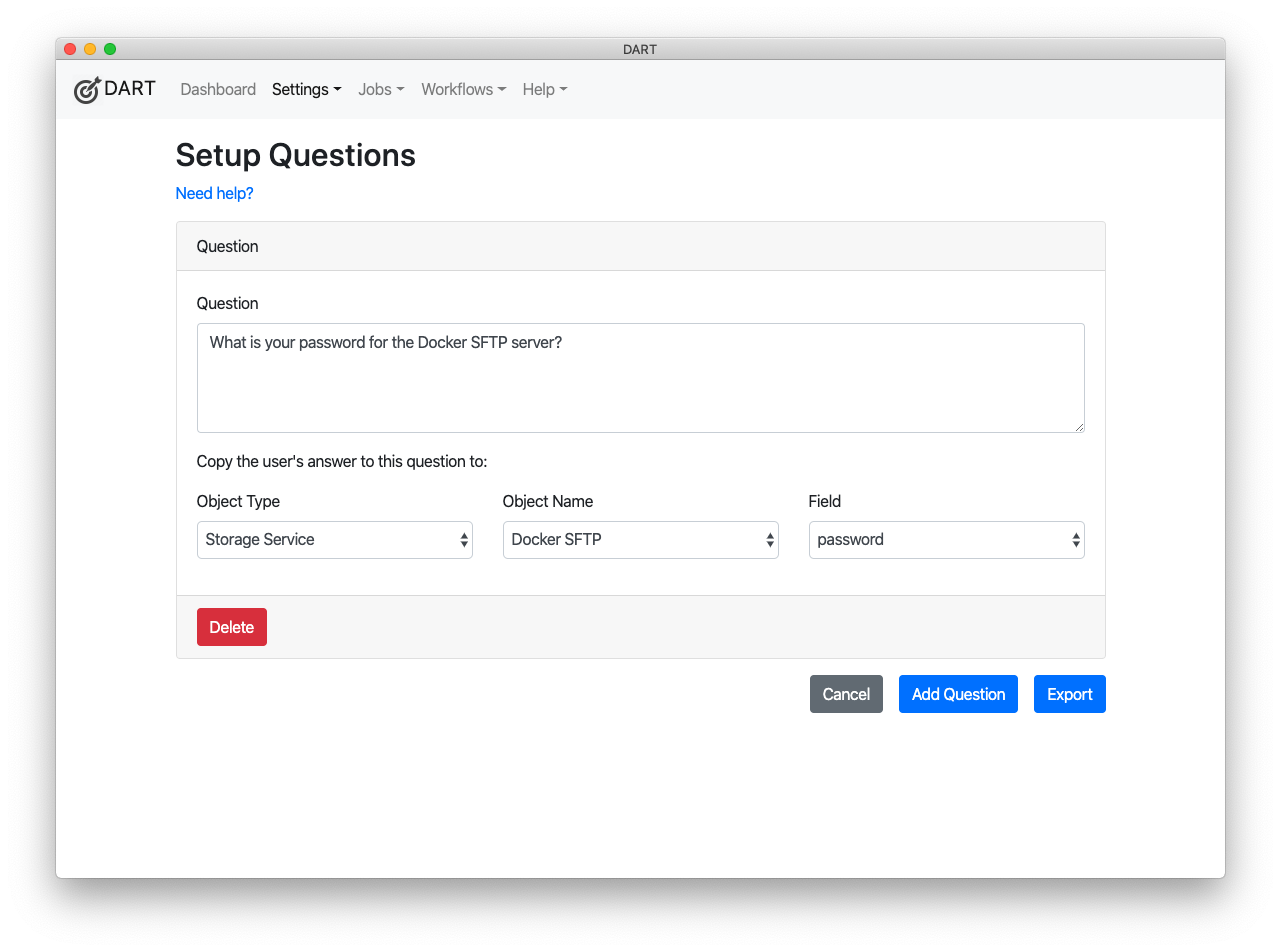 DART
DART Dashboard Settings Jobs Workflows Help
Setup Questions
Need help?
Question
Question
What is your password for the Docker SFTP server?
Copy the user's answer to this question to:
Object Type Object Name Field
Storage Service Docker SFTP password
Delete
Cancel Add Question Export